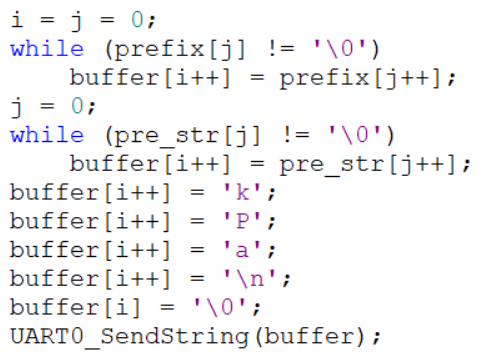 i = j = 0;
while (prefix[j] != '\0')
    buffer[i++] = prefix[j++];
j = 0;
while (pre_str[j] != '\0')
    buffer[i++] = pre_str[j++];
buffer[i++] = 'k';
buffer[i++] = 'P';
buffer[i++] = 'a';
buffer[i++] = '\n';
buffer[i] = '\0';
UART0_SendString(buffer);